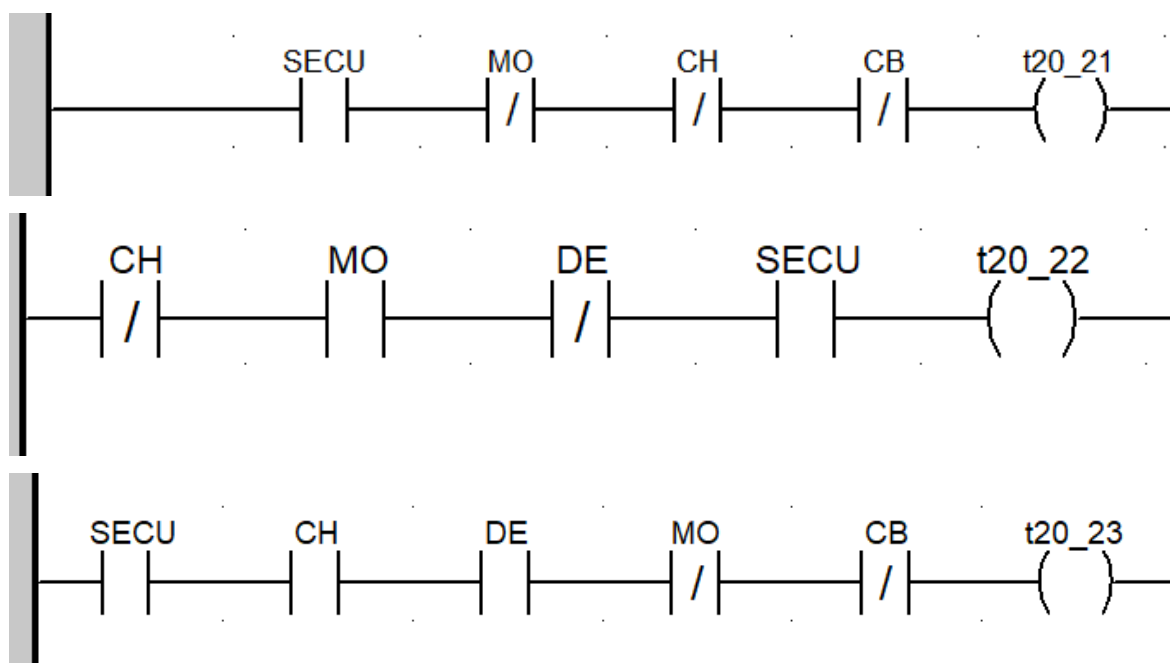 SECU MO CH CB t20_21
CH MO DE SECU t20_22
SECU CH DE MO CB t20_23